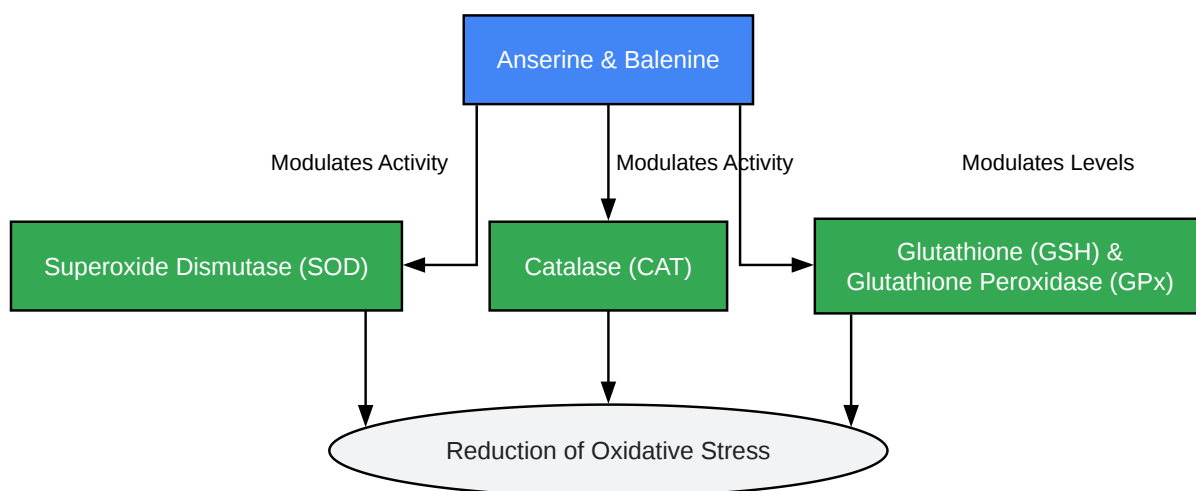 Anserine & Balenine
Modulates Activity
Modulates Activity
Modulates Levels
Superoxide Dismutase (SOD)
Catalase (CAT)
Glutathione (GSH) &
Glutathione Peroxidase (GPx)
Reduction of Oxidative Stress